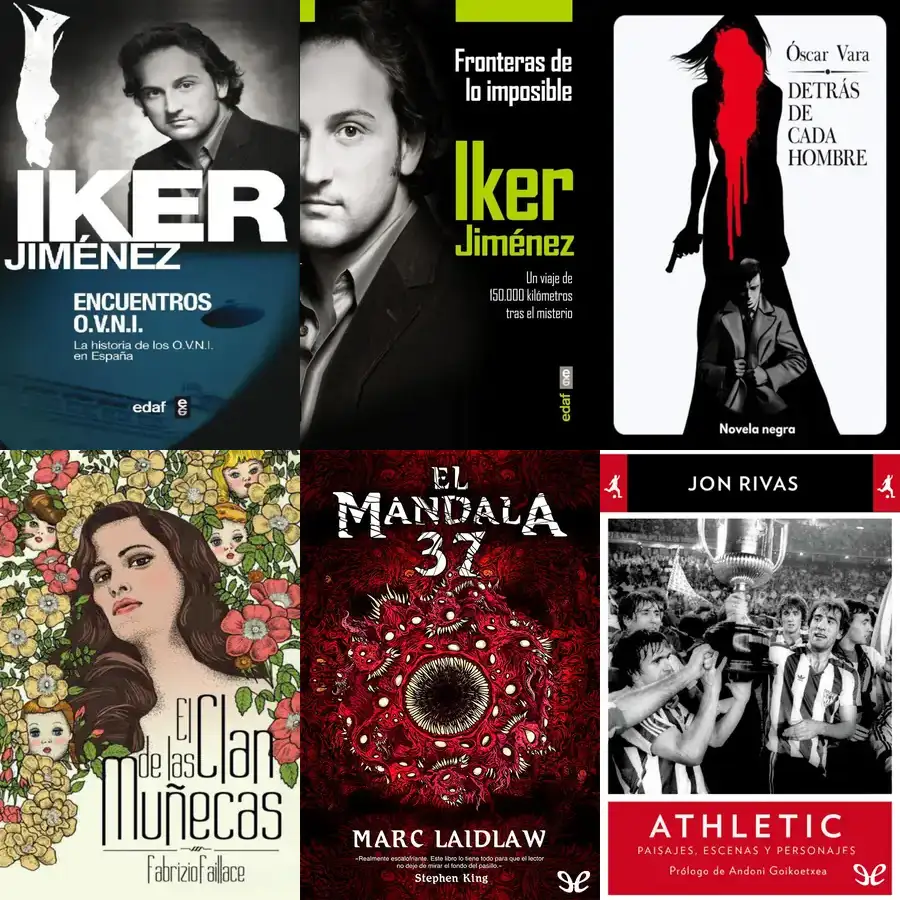 IKER
JIMÉNEZ
ENCUENTROS
O.V.N.I.
La historia de los O.V.N.I.
en España
edaf
Fronteras de
lo imposible
Iker
Jiménez
Un viaje de
150.000 kilómetros
tras el misterio
edaf
Óscar Vara
DETRÁS
DE
CADA
HOMBRE
Novela negra
El Clan
de las
Muñecas
fabrizio faillace
EL
MANDALA
37
MARC LAIDLAW
«Realmente escalofriante. Este libro lo tiene todo para que el lector
no deje de mirar el fondo del pasillo.»
Stephen King
JON RIVAS
ATHLETIC
PAISAJES, ESCENAS Y PERSONAJES
Prólogo de Andoni Goikoetxea